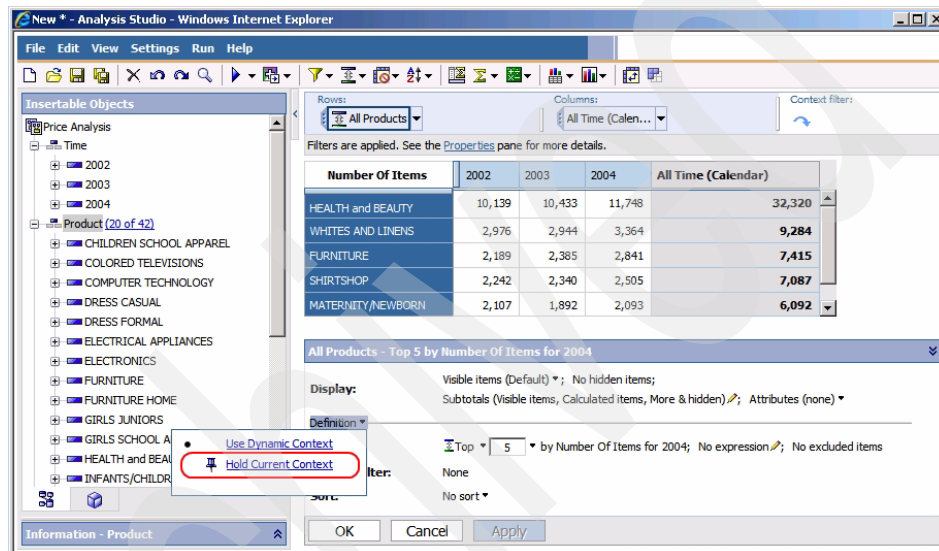 New * - Analysis Studio - Windows Internet Explorer
File Edit View Settings Run Help
Insertable Objects
Price Analysis
Time
2002
2003
2004
Product (20 of 42)
CHILDREN SCHOOL APPAREL
COLORED TELEVISIONS
COMPUTER TECHNOLOGY
DRESS CASUAL
DRESS FORMAL
ELECTRICAL APPLIANCES
ELECTRONICS
FURNITURE
FURNITURE HOME
GIRLS JUNIORS
GIRLS SCHOOL A
HEALTH and BEAU
INFANTS/CHILDR
Information - Product
Rows: Columns: Context filter:
All Products All Time (Calen...
Filters are applied. See the Properties pane for more details.
Number Of Items 2002 2003 2004 All Time (Calendar)
HEALTH and BEAUTY 10,139 10,433 11,748 32,320
WHITES AND LINENS 2,976 2,944 3,364 9,284
FURNITURE 2,189 2,385 2,841 7,415
SHIRTSHOP 2,242 2,340 2,505 7,087
MATERNITY/NEWBORN 2,107 1,892 2,093 6,092
All Products - Top 5 by Number Of Items for 2004
Display: Visible items (Default) ; No hidden items;
Subtotals (Visible items, Calculated items, More & hidden) ; Attributes (none)
Definition
Use Dynamic Context
Hold Current Context
Top 5 by Number Of Items for 2004; No expression ; No excluded items
lter: None
Sort: No sort
OK Cancel Apply